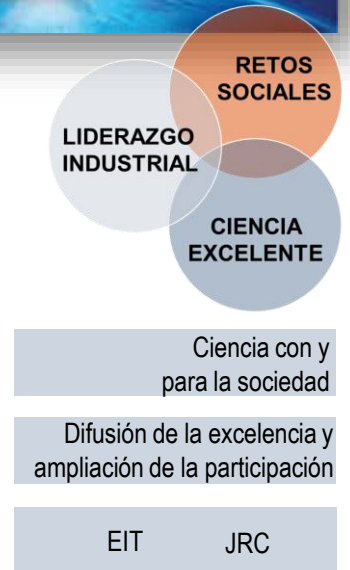 RETOS
SOCIALES
LIDERAZGO
INDUSTRIAL
CIENCIA
EXCELENTE
Ciencia con y
para la sociedad
Difusión de la excelencia y
ampliación de la participación
EIT JRC